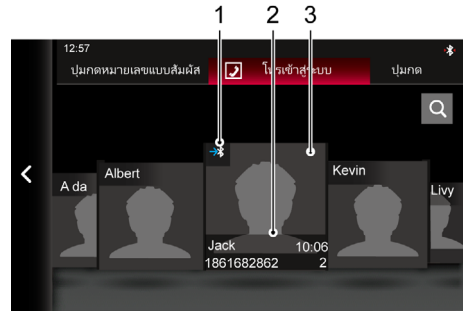 1 2 3
12:57
ปุ่มกดหมายเลขแบบสัมผัส โทรเข้าสู่ระบบ ปุ่มกด
Albert Kevin
A da Livy
Jack 10:06
1861682862 2